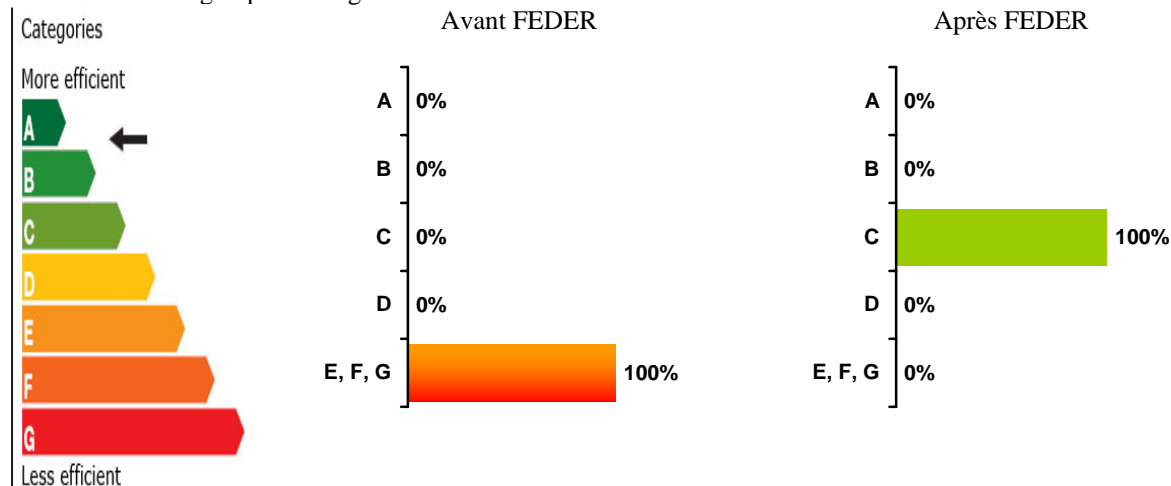 Categories
More efficient
A
B
C
D
E
F
G
Less efficient
Avant FEDER
A 0%
B 0%
C 0%
D 0%
E, F, G 100%
Après FEDER
A 0%
B 0%
C 100%
D 0%
E, F, G 0%